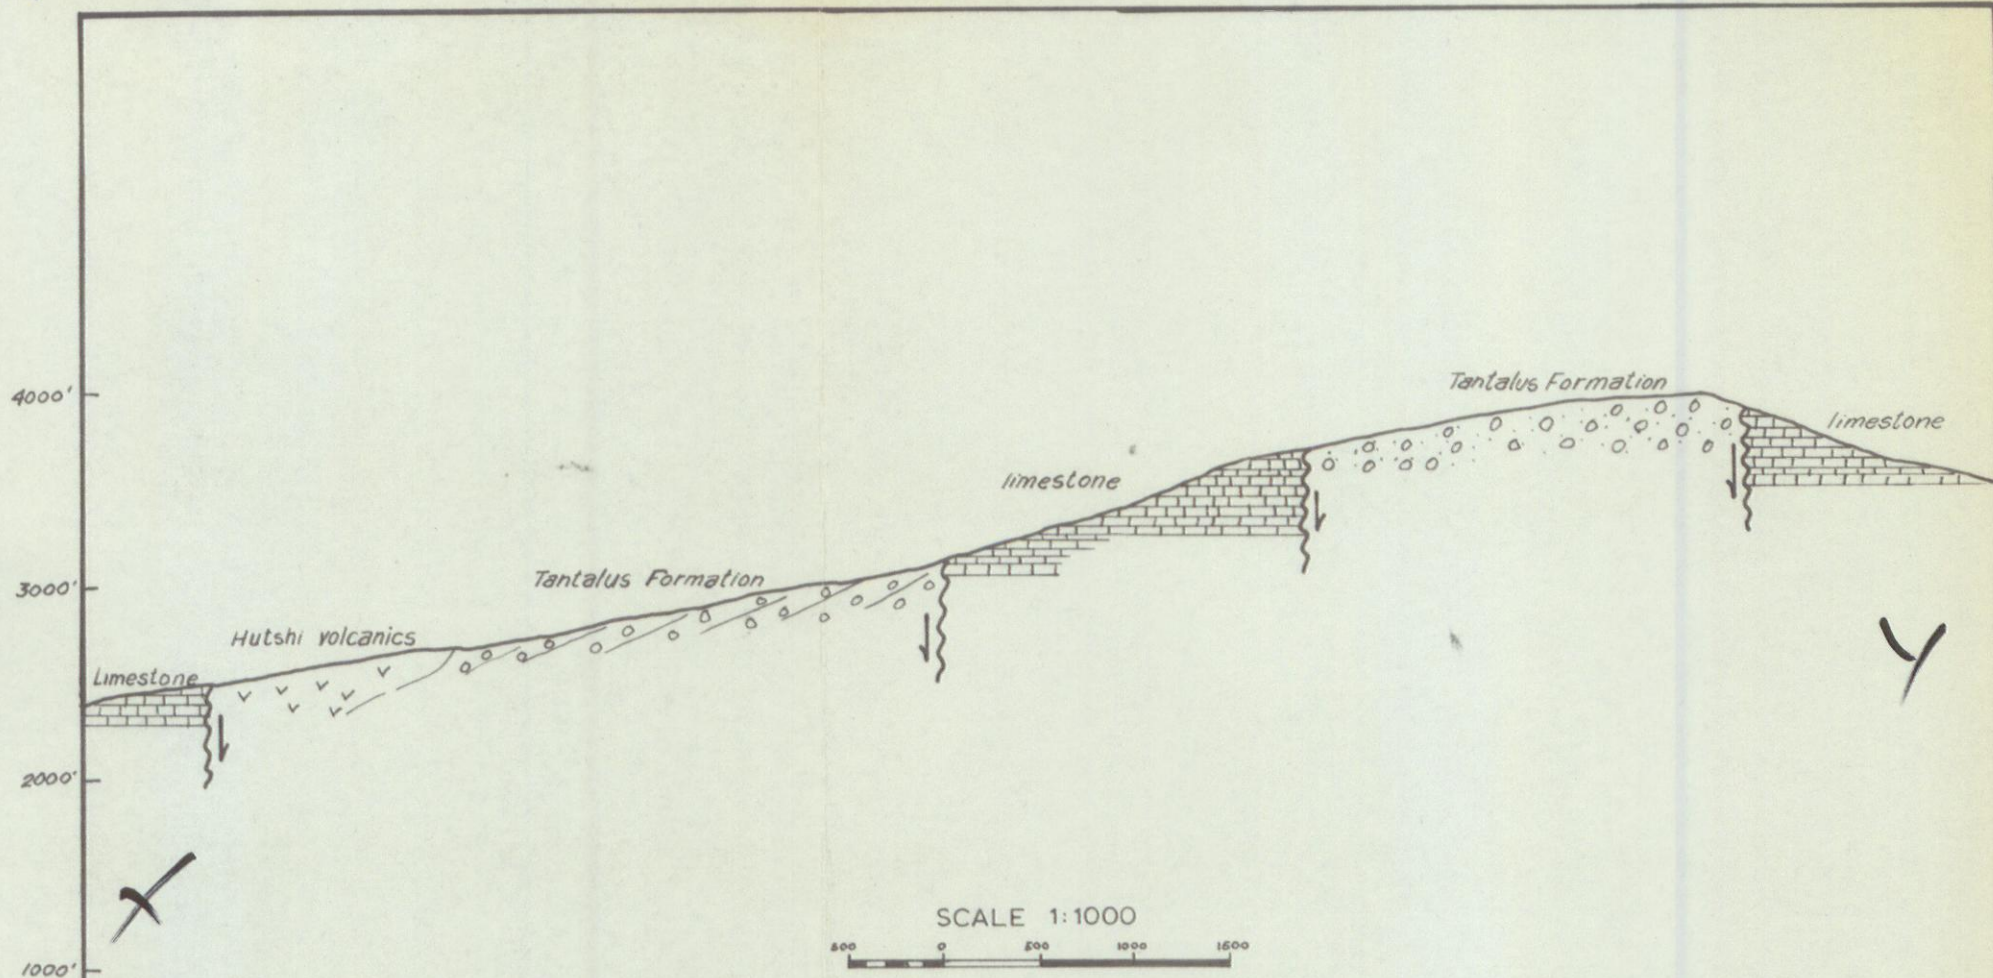 4000'
Tantalus Formation
limestone
limestone
3000'
Tantalus Formation
Hutshi volcanics
Limestone
2000'
X
Y
SCALE 1:1000
500 0 500 1000 1500
1000'